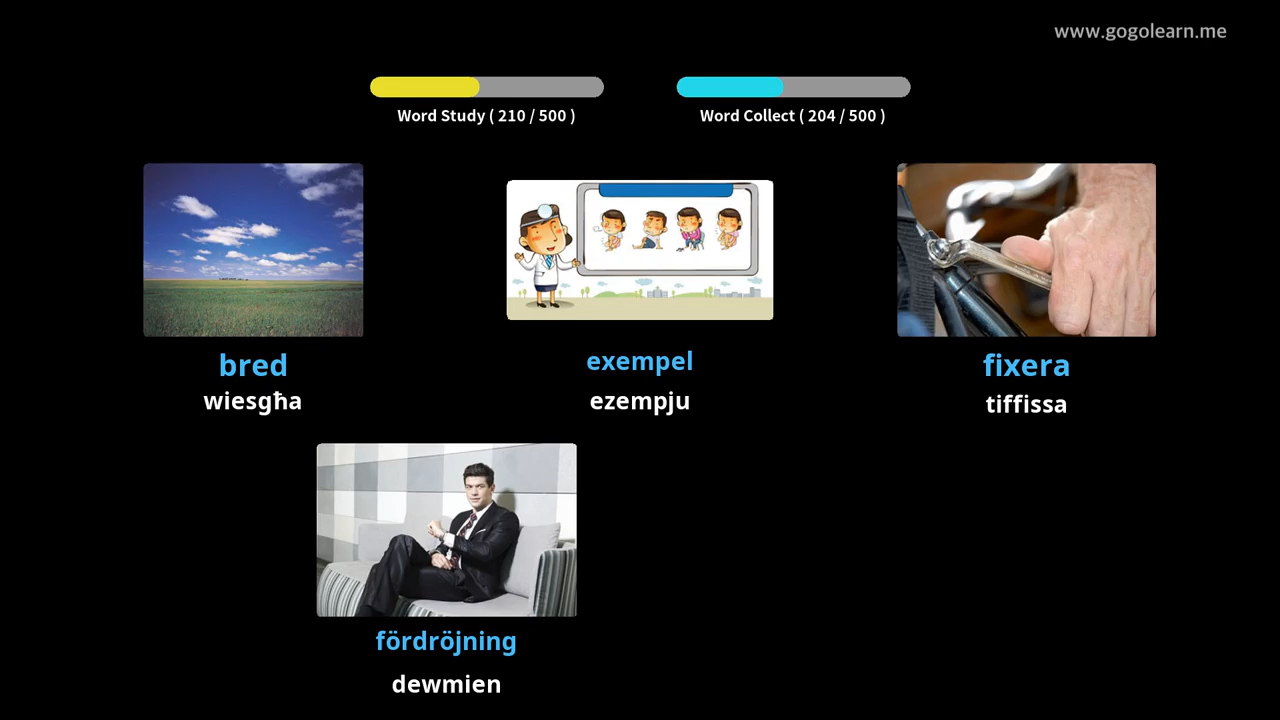 www.gogolearn.me
Word Study ( 210 / 500 )
Word Collect ( 204 / 500 )
bred
wiesgħa
exempel
ezempju
fixera
tiffissa
fördröjning
dewmien